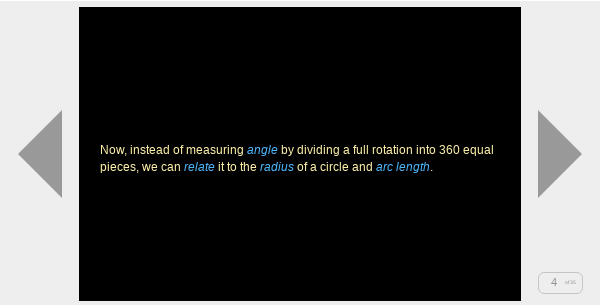 Now, instead of measuring angle by dividing a full rotation into 360 equal
pieces, we can relate it to the radius of a circle and arc length.
4